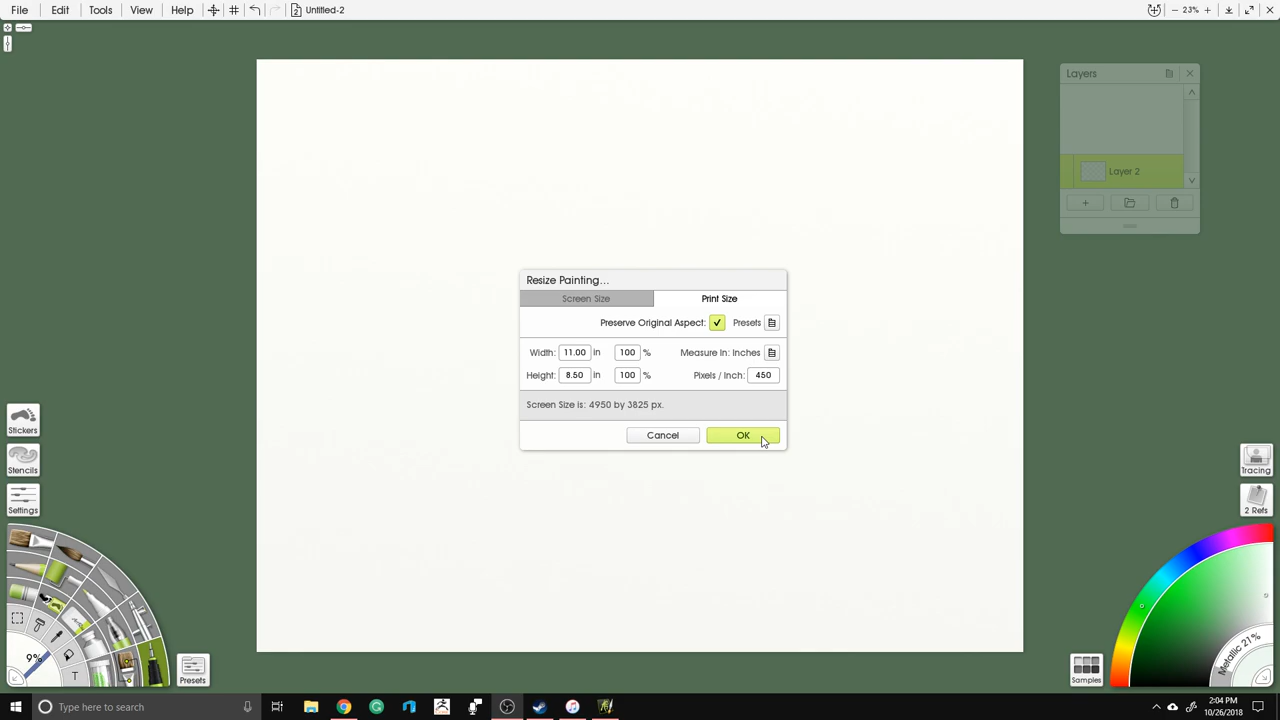 File Edit Tools View Help 2 Untitled-2 23%
Layers
Layer 2
Resize Painting...
Screen Size Print Size
Preserve Original Aspect: Presets
Width: 11.00 in 100 % Measure In: Inches
Height: 8.50 in 100 % Pixels / Inch: 450
Screen Size is: 4950 by 3825 px.
Cancel OK
Stickers
Stencils
Settings
Tracing
2 Refs
9%
T
Presets
Metallic 21%
Samples
Type here to search
2:04 PM
10/26/2018